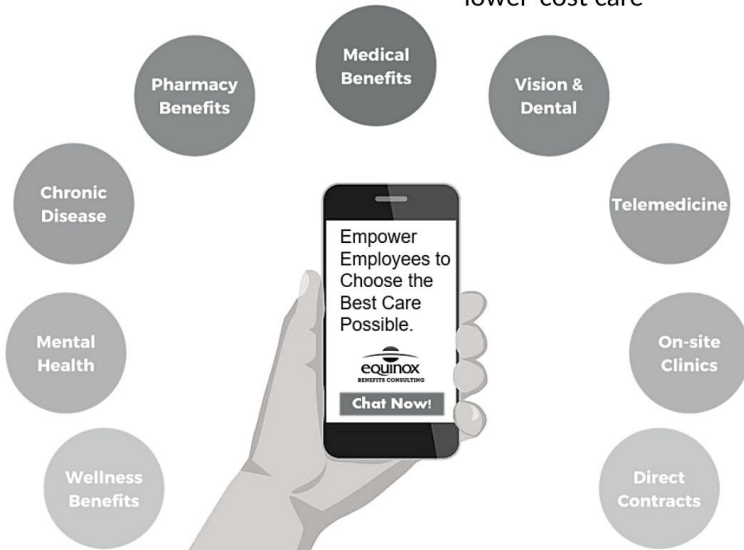 lower-cost care
Medical
Benefits
Pharmacy
Benefits
Vision &
Dental
Chronic
Disease
Telemedicine
Mental
Health
On-site
Clinics
Wellness
Benefits
Direct
Contracts
Empower
Employees to
Choose the
Best Care
Possible.
equinox
BENEFITS CONSULTING
Chat Now!